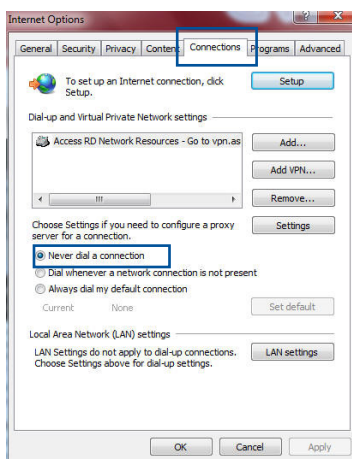 Internet Options
General Security Privacy Content Connections Programs Advanced
To set up an Internet connection, click
Setup.
Setup
Dial-up and Virtual Private Network settings
Access RD Network Resources - Go to vpn.as
Add...
Add VPN...
Remove...
Choose Settings if you need to configure a proxy
server for a connection.
Settings
Never dial a connection
Dial whenever a network connection is not present
Always dial my default connection
Current None
Set default
Local Area Network (LAN) settings
LAN Settings do not apply to dial-up connections.
Choose Settings above for dial-up settings.
LAN settings
OK Cancel Apply